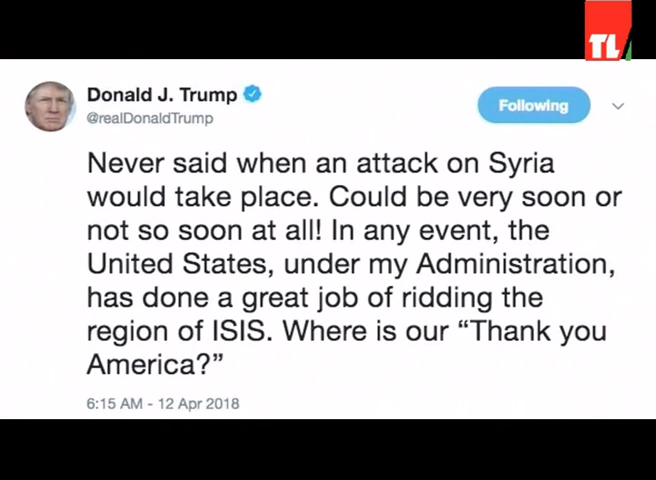 TL
Donald J. Trump
@realDonaldTrump
Following
Never said when an attack on Syria
would take place. Could be very soon or
not so soon at all! In any event, the
United States, under my Administration,
has done a great job of ridding the
region of ISIS. Where is our “Thank you
America?”
6:15 AM - 12 Apr 2018